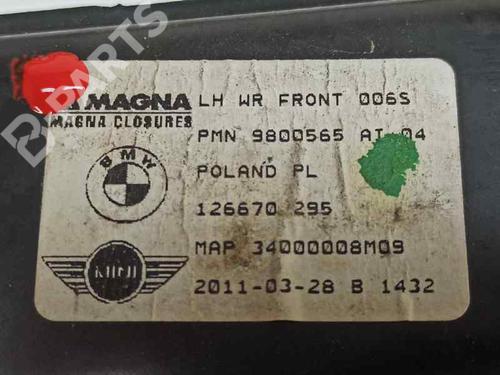 MAGNA LH WR FRONT 006S
MAGNA CLOSURES
PMN 9800565 AI 04
BMW
POLAND PL
126670 295
MINI
MAP 34000008M09
2011-03-28 B 1432
B-PARTS